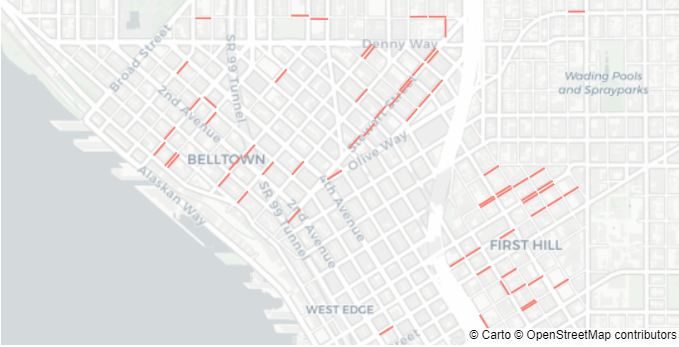 Denny Way
Broad Street
SR 99 Tunnel
Wading Pools
and Sprayparks
2nd Avenue
Stewart Street
Olive Way
BELLTOWN
Alaskan Way
4th Avenue
SR 99 Tunnel
2nd Avenue
FIRST HILL
WEST EDGE
© Carto © OpenStreetMap contributors